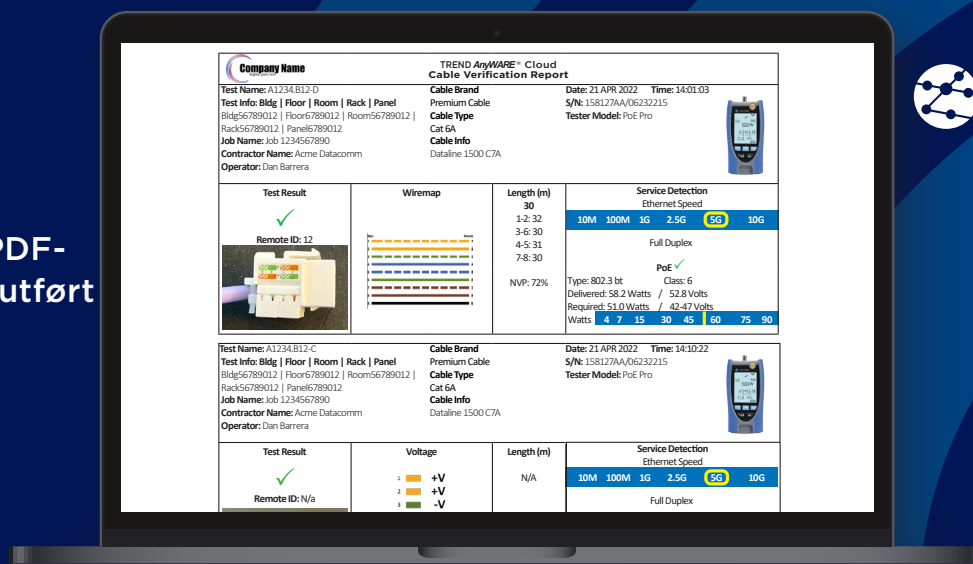 PDF-
utført
Company Name
TREND AnyWARE® Cloud
Cable Verification Report
Test Name: A1234.B12-D
Test Info: Bldg | Floor | Room | Rack | Panel
Bldg56789012 | Floor6789012 | Room56789012 |
Rack56789012 | Panel6789012
Job Name: Job 1234567890
Contractor Name: Acme Datacomm
Operator: Dan Barrera
Cable Brand
Premium Cable
Cable Type
Cat 6A
Cable Info
Dataline 1500 C7A
Date: 21 APR 2022 Time: 14:01:03
S/N: 158127AA/06232215
Tester Model: PoE Pro
Test Result
Remote ID: 12
Wiremap
Length (m)
30
1-2: 32
3-6: 30
4-5: 31
7-8: 30
NVP: 72%
Service Detection
Ethernet Speed
10M 100M 1G 2.5G 5G 10G
Full Duplex
PoE
Type: 802.3 bt Class: 6
Delivered: 58.2 Watts / 52.8 Volts
Required: 51.0 Watts / 42-47 Volts
Watts 4 7 15 30 45 60 75 90
Test Name: A1234.B12-C
Test Info: Bldg | Floor | Room | Rack | Panel
Bldg56789012 | Floor6789012 | Room56789012 |
Rack56789012 | Panel6789012
Job Name: Job 1234567890
Contractor Name: Acme Datacomm
Operator: Dan Barrera
Cable Brand
Premium Cable
Cable Type
Cat 6A
Cable Info
Dataline 1500 C7A
Date: 21 APR 2022 Time: 14:10:22
S/N: 158127AA/06232215
Tester Model: PoE Pro
Test Result
Remote ID: N/a
Voltage
1 +V
2 +V
3 -V
Length (m)
N/A
Service Detection
Ethernet Speed
10M 100M 1G 2.5G 5G 10G
Full Duplex